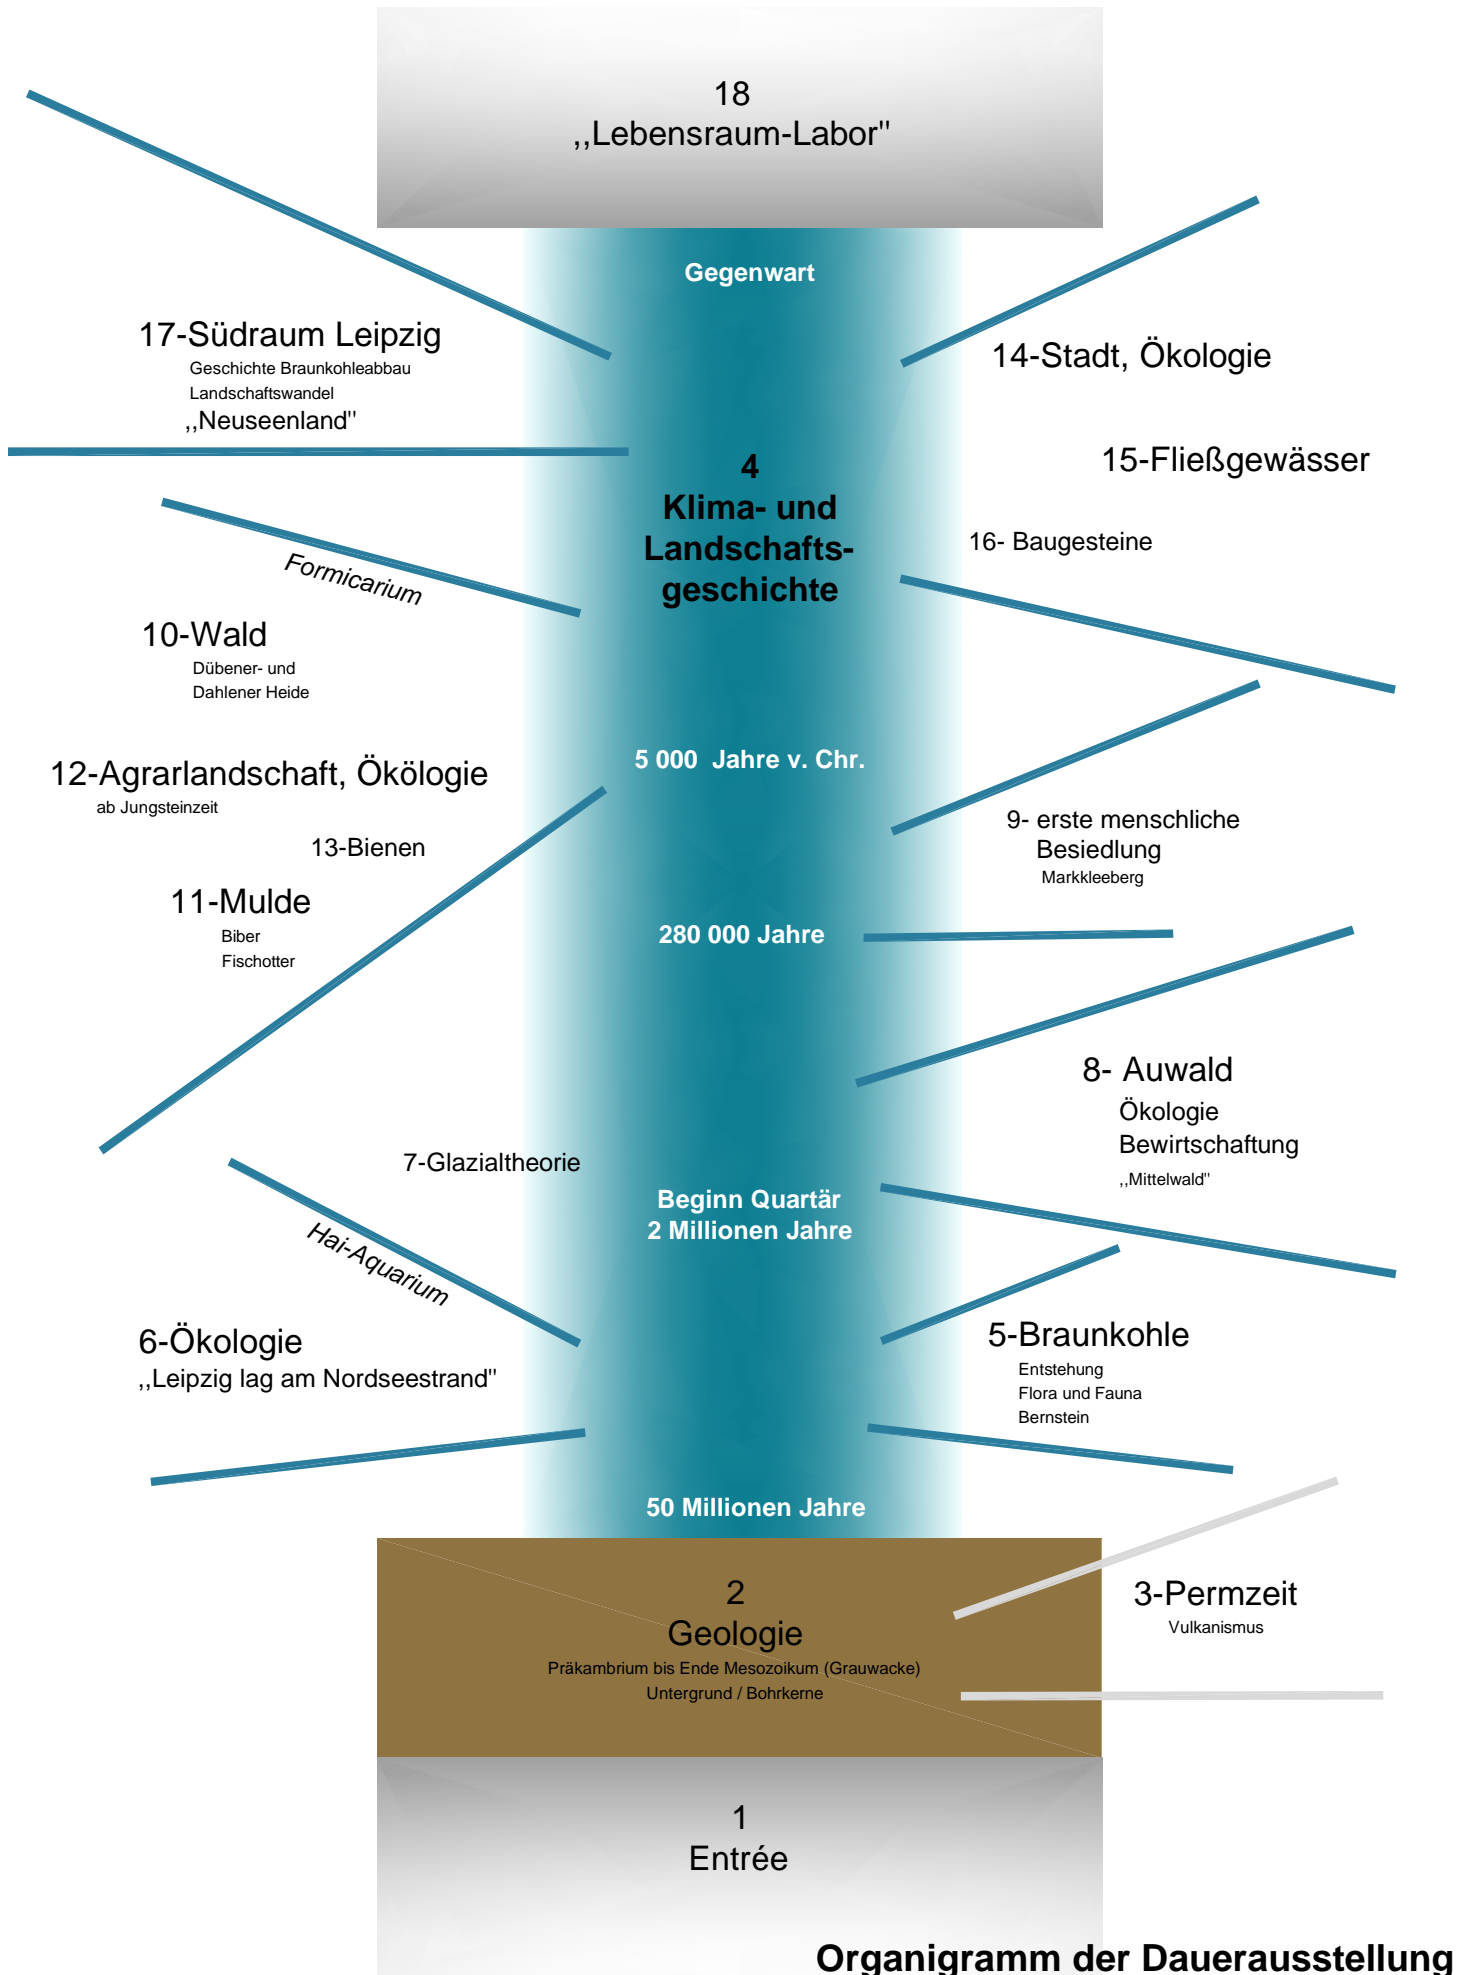 18
,,Lebensraum-Labor"
Gegenwart
17-Südraum Leipzig
Geschichte Braunkohleabbau
Landschaftswandel
,,Neuseenland"
14-Stadt, Ökologie
15-Fließgewässer
16- Baugesteine
4
Klima- und
Landschafts-
geschichte
Formicarium
10-Wald
Dübener- und
Dahlener Heide
12-Agrarlandschaft, Ökölogie
ab Jungsteinzeit
13-Bienen
11-Mulde
Biber
Fischotter
5 000 Jahre v. Chr.
9- erste menschliche
Besiedlung
Markkleeberg
280 000 Jahre
8- Auwald
Ökologie
Bewirtschaftung
,,Mittelwald"
7-Glazialtheorie
Beginn Quartär
2 Millionen Jahre
Hai-Aquarium
6-Ökologie
,,Leipzig lag am Nordseestrand"
5-Braunkohle
Entstehung
Flora und Fauna
Bernstein
50 Millionen Jahre
2
Geologie
Präkambrium bis Ende Mesozoikum (Grauwacke)
Untergrund / Bohrkerne
3-Permzeit
Vulkanismus
1
Entrée
Organigramm der Dauerausstellung